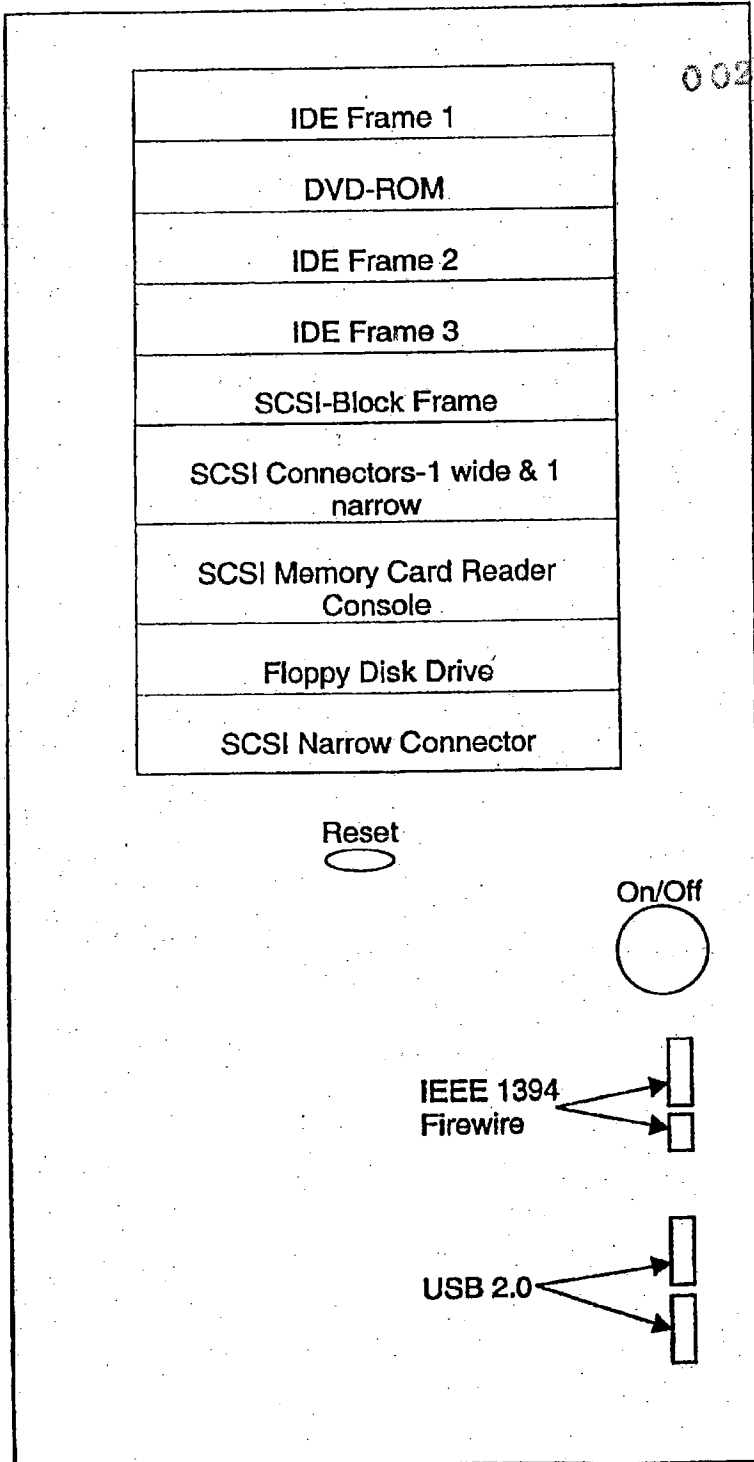 002
IDE Frame 1
DVD-ROM
IDE Frame 2
IDE Frame 3
SCSI-Block Frame
SCSI Connectors-1 wide & 1
narrow
SCSI Memory Card Reader
Console
Floppy Disk Drive
SCSI Narrow Connector
Reset
On/Off
IEEE 1394
Firewire
USB 2.0